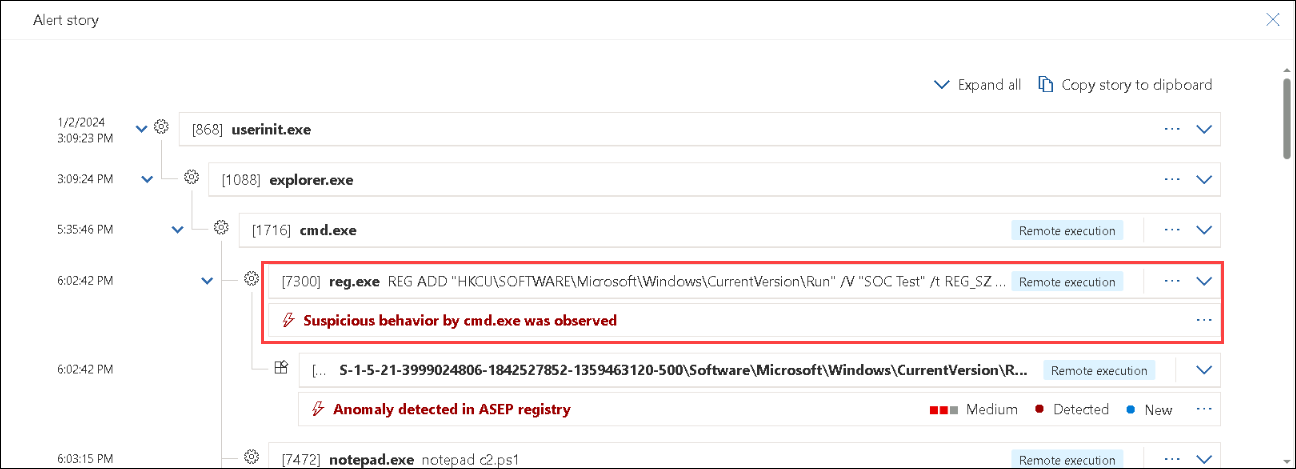 Alert story
Expand all Copy story to clipboard
1/2/2024
3:09:23 PM
[868] userinit.exe ...
3:09:24 PM [1088] explorer.exe ...
5:35:46 PM [1716] cmd.exe Remote execution ...
6:02:42 PM [7300] reg.exe REG ADD "HKCU\SOFTWARE\Microsoft\Windows\CurrentVersion\Run" /V "SOC Test" /t REG_SZ ... Remote execution ...
Suspicious behavior by cmd.exe was observed ...
6:02:42 PM [... S-1-5-21-3999024806-1842527852-1359463120-500\Software\Microsoft\Windows\CurrentVersion\R... Remote execution
Anomaly detected in ASEP registry Medium Detected New ...
6:03:15 PM [7472] notepad.exe notepad c2.ps1 Remote execution ...